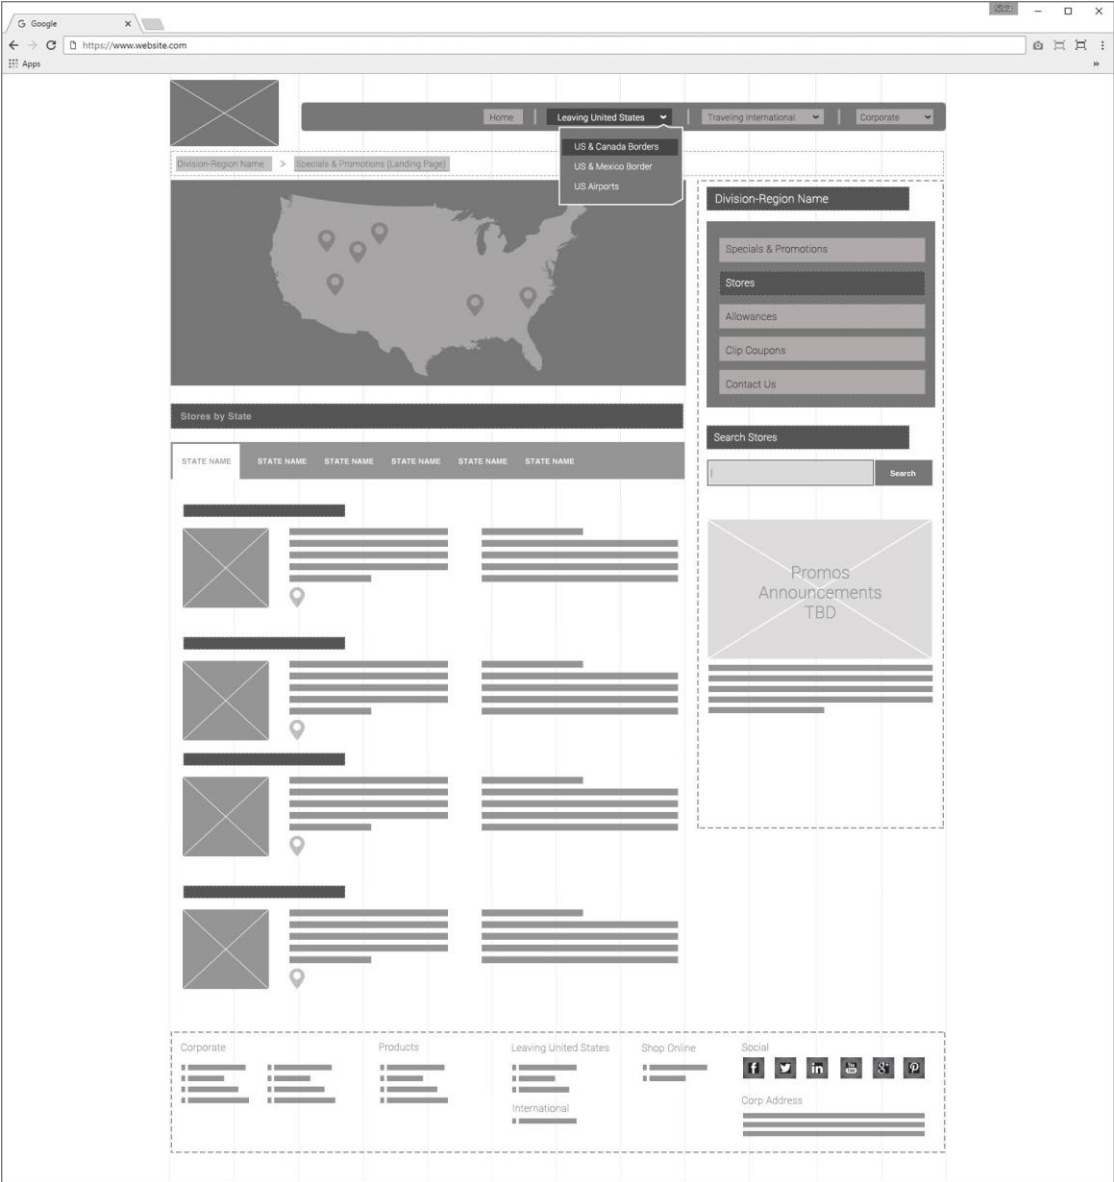 G Google
https://www.website.com
Apps
Home
Leaving United States
Traveling International
Corporate
US & Canada Borders
US & Mexico Border
US Airports
Division-Region Name > Specials & Promotions (Landing Page)
Division-Region Name
Specials & Promotions
Stores
Allowances
Clip Coupons
Contact Us
Stores by State
STATE NAME STATE NAME STATE NAME STATE NAME STATE NAME STATE NAME
Search Stores
Search
Promos
Announcements
TBD
Corporate
Products
Leaving United States
International
Shop Online
Social
Corp Address